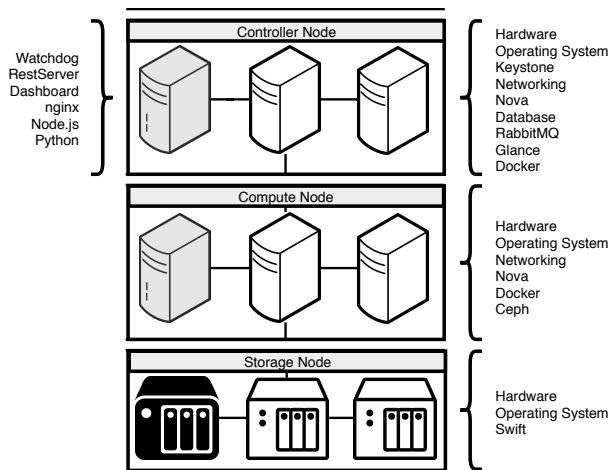 Controller Node
Watchdog
RestServer
Dashboard
nginx
Node.js
Python
Hardware
Operating System
Keystone
Networking
Nova
Database
RabbitMQ
Glance
Docker
Compute Node
Hardware
Operating System
Networking
Nova
Docker
Ceph
Storage Node
Hardware
Operating System
Swift